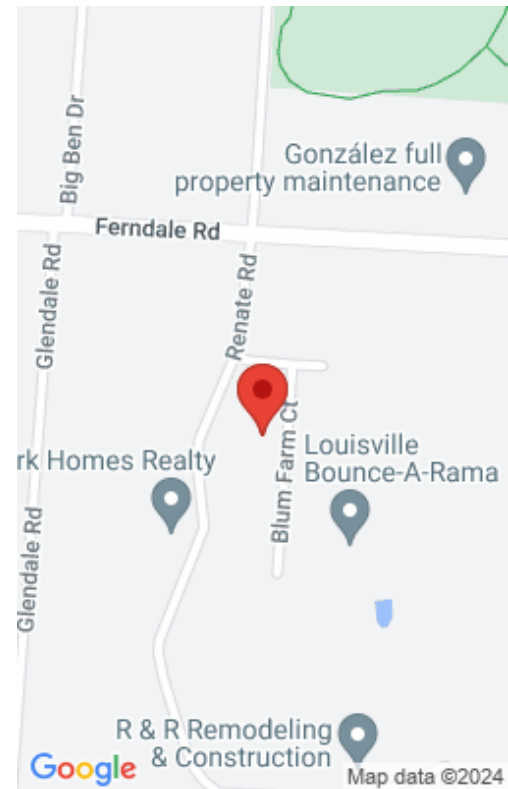 Big Ben Dr
González full
property maintenance
Ferndale Rd
Glendale Rd
Renate Rd
rk Homes Realty
Blum Farm Ct
Louisville
Bounce-A-Rama
Glendale Rd
R & R Remodeling
& Construction
Google
Map data ©2024